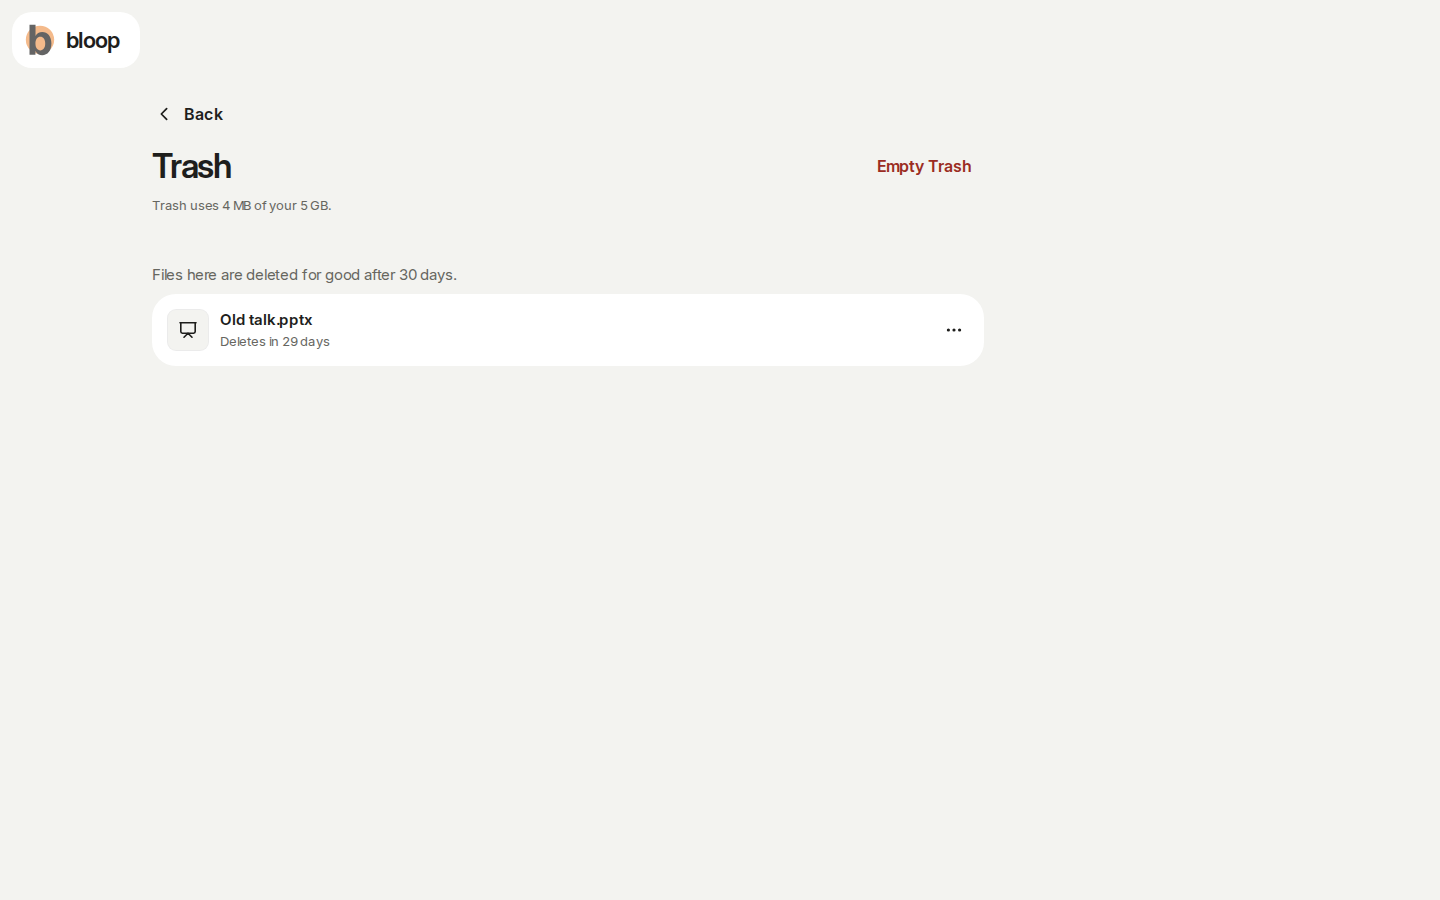 b bloop
Back
Trash
Empty Trash
Trash uses 4 MB of your 5 GB.
Files here are deleted for good after 30 days.
Old talk.pptx
Deletes in 29 days